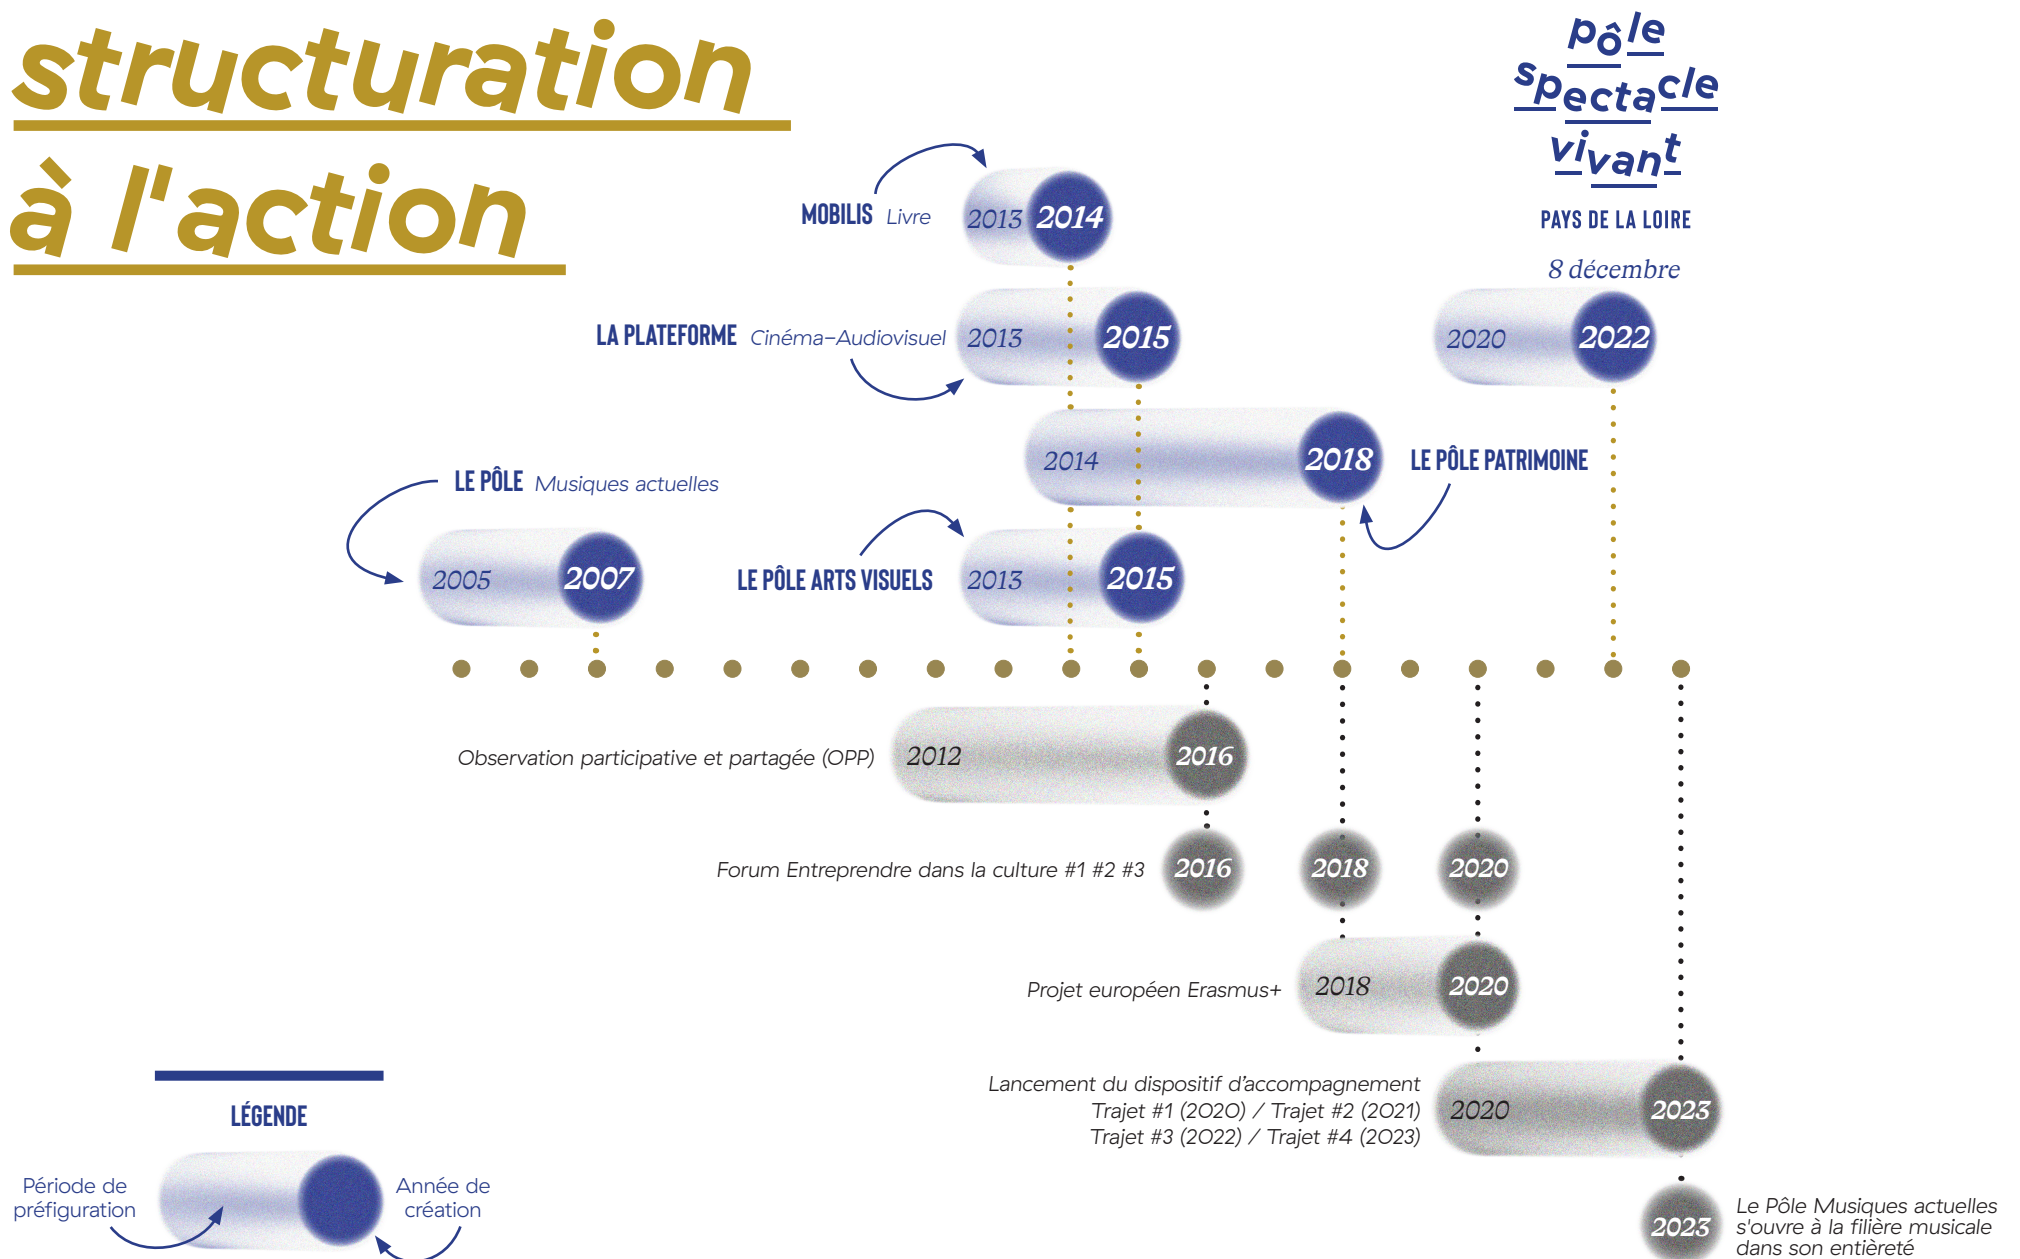 structuration
à l'action
pôle
spectacle
vivant
PAYS DE LA LOIRE
8 décembre
MOBILIS Livre
2013 2014
LA PLATEFORME Cinéma–Audiovisuel
2013 2015
2020 2022
2014 2018
LE PÔLE PATRIMOINE
LE PÔLE Musiques actuelles
2005 2007
LE PÔLE ARTS VISUELS
2013 2015
Observation participative et partagée (OPP)
2012 2016
Forum Entreprendre dans la culture #1 #2 #3
2016 2018 2020
Projet européen Erasmus+
2018 2020
Lancement du dispositif d’accompagnement
Trajet #1 (2020) / Trajet #2 (2021)
Trajet #3 (2022) / Trajet #4 (2023)
2020 2023
2023
Le Pôle Musiques actuelles
s'ouvre à la filière musicale
dans son entièreté
LÉGENDE
Période de
préfiguration
Année de
création